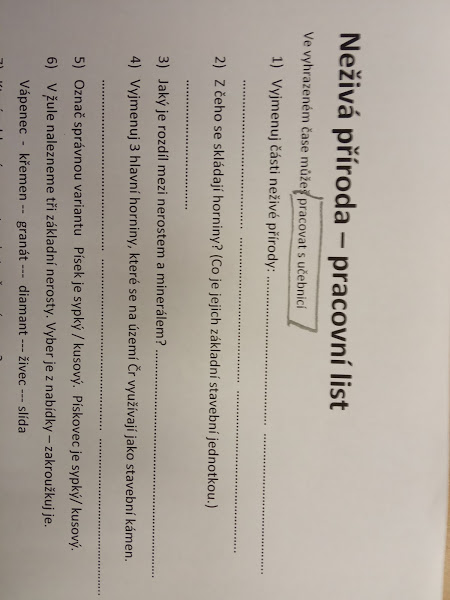 Neživá příroda – pracovní list
Ve vyhrazeném čase můžeš pracovat s učebnicí
1) Vyjmenuj části neživé přírody: ........................................ ........................................
........................................ ........................................ ........................................
2) Z čeho se skládají horniny? (Co je jejich základní stavební jednotkou.)
........................................
3) Jaký je rozdíl mezi nerostem a minerálem? ............................................................
4) Vyjmenuj 3 hlavní horniny, které se na území Čr využívají jako stavební kámen.
........................................ ........................................ ........................................
5) Označ správnou variantu Písek je sypký / kusový. Pískovec je sypký/ kusový.
6) V žule nalezneme tři základní nerosty. Vyber je z nabídky – zakroužkuj je.
Vápenec - křemen -- granát --- diamant --- živec --- slída